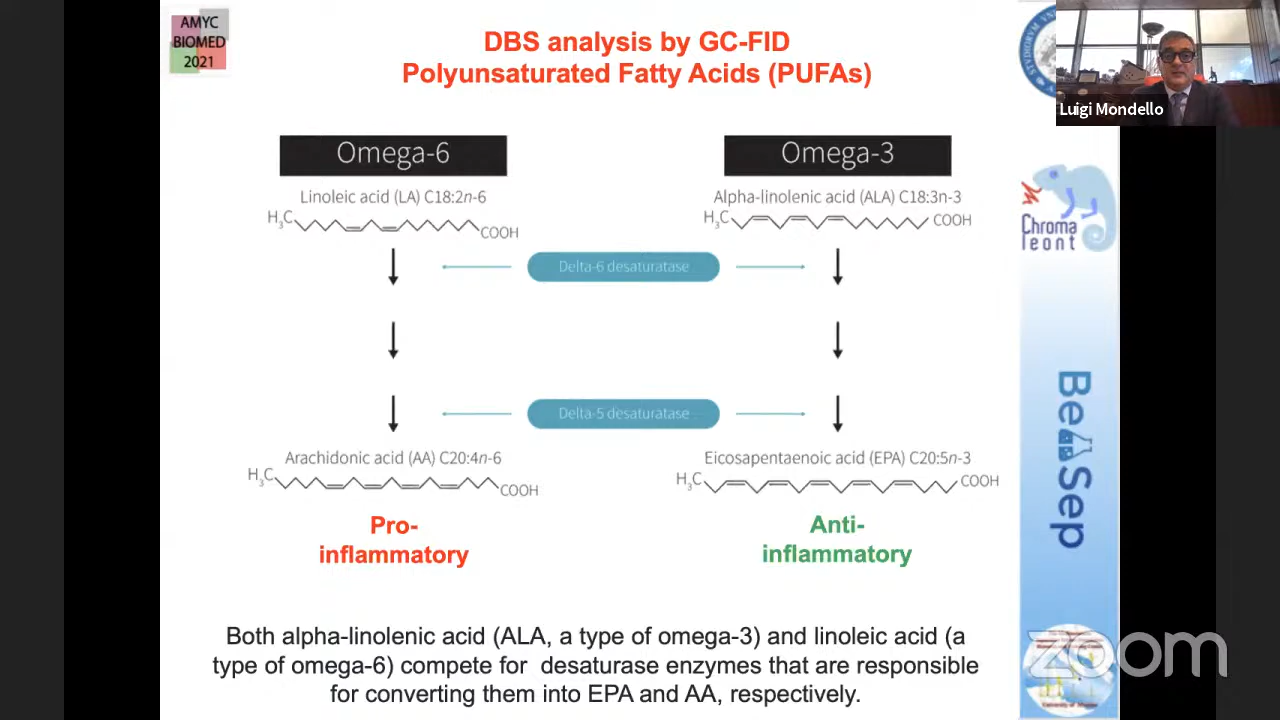 AMYC
BIOMED
2021
DBS analysis by GC-FID
Polyunsaturated Fatty Acids (PUFAs)
Luigi Mondello
Omega-6
Omega-3
Linoleic acid (LA) C18:2n-6
Alpha-linolenic acid (ALA) C18:3n-3
H3C
COOH
H3C
COOH
Delta-6 desaturatase
Delta-5 desaturatase
Arachidonic acid (AA) C20:4n-6
Eicosapentaenoic acid (EPA) C20:5n-3
H3C
COOH
H3C
COOH
Pro-
inflammatory
Anti-
inflammatory
Both alpha-linolenic acid (ALA, a type of omega-3) and linoleic acid (a
type of omega-6) compete for desaturase enzymes that are responsible
for converting them into EPA and AA, respectively.
Chroma
leont
BeSep
zoom